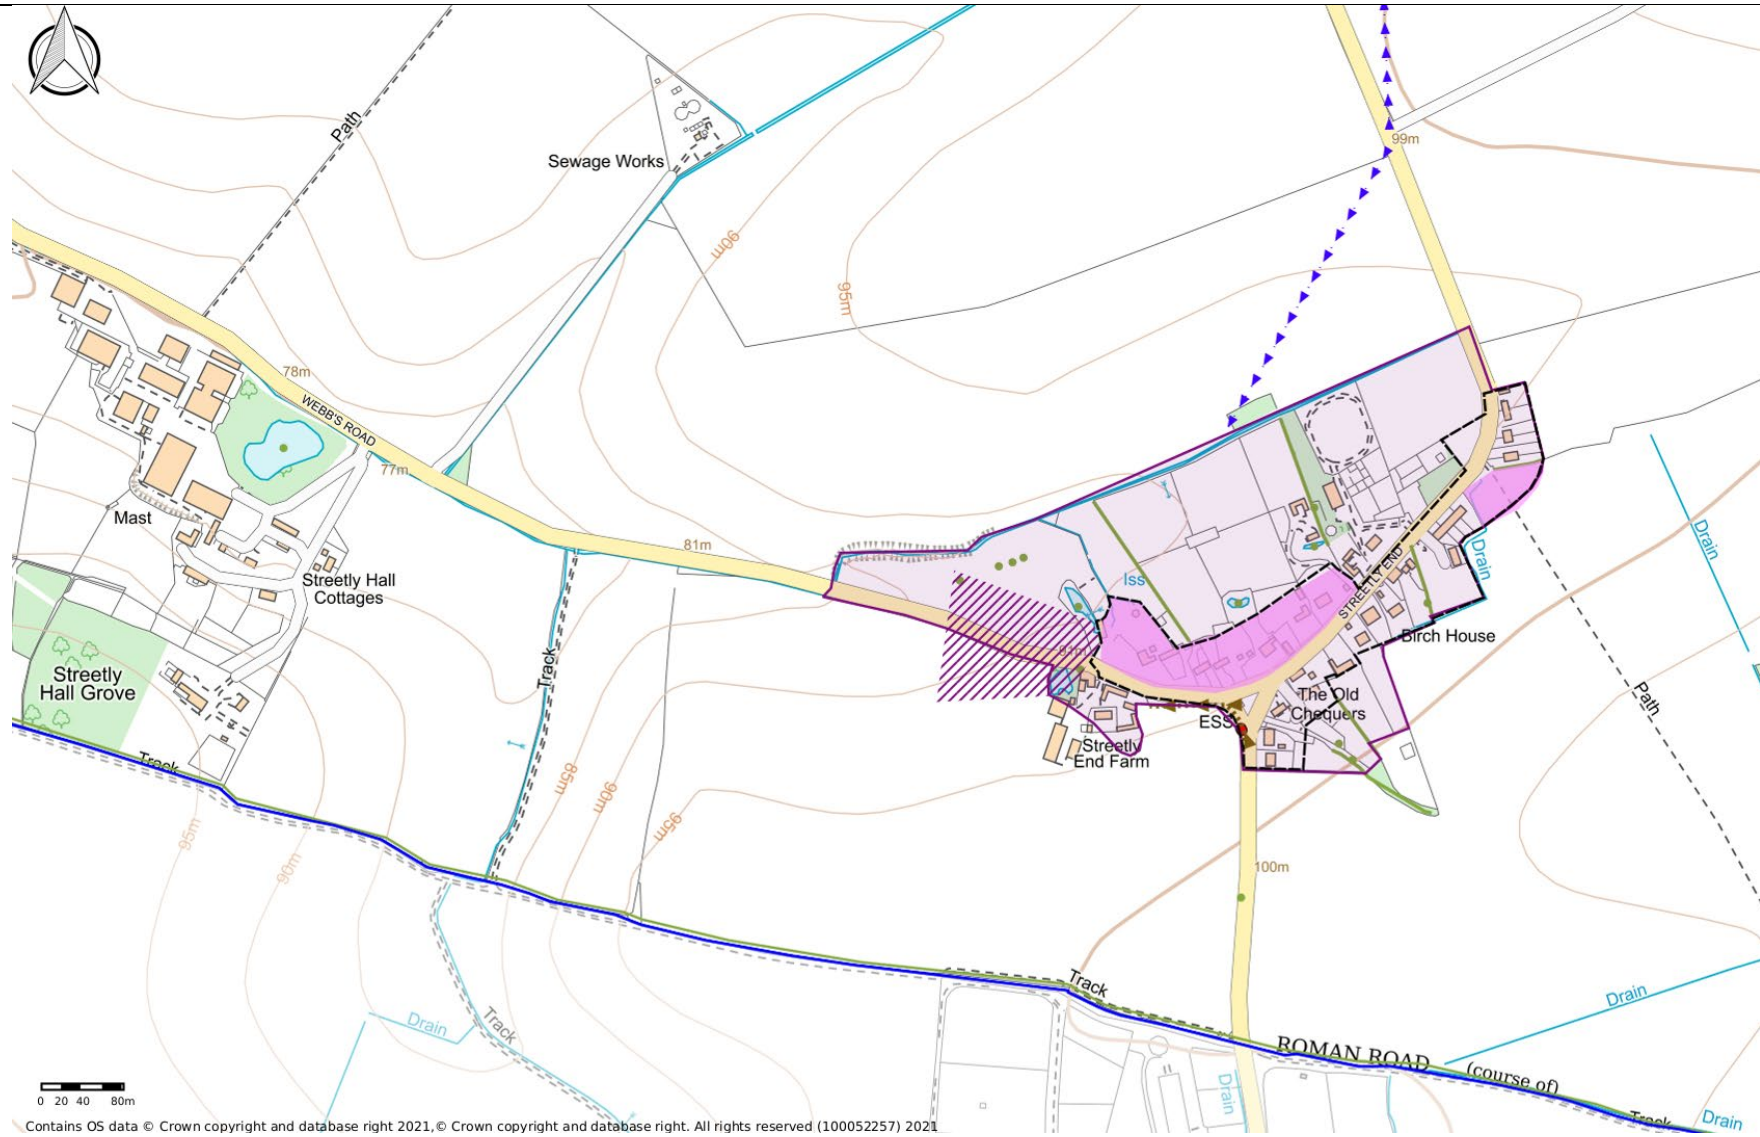 99m
Path
Sewage Works
90m
95m
78m
WEBB'S ROAD
77m
Mast
81m
Drain
Drain
Iss
STREETLY END
Streetly Hall
Cottages
Birch House
91m
Streetly
Hall Grove
Track
Path
The Old
Chequers
ESS
Streetly
End Farm
Track
85m
90m
95m
95m
90m
100m
Track
Drain
Track
Drain
ROMAN ROAD
(course of)
Drain
Track
Drain
0 20 40 80m
Contains OS data © Crown copyright and database right 2021,© Crown copyright and database right. All rights reserved (100052257) 2021